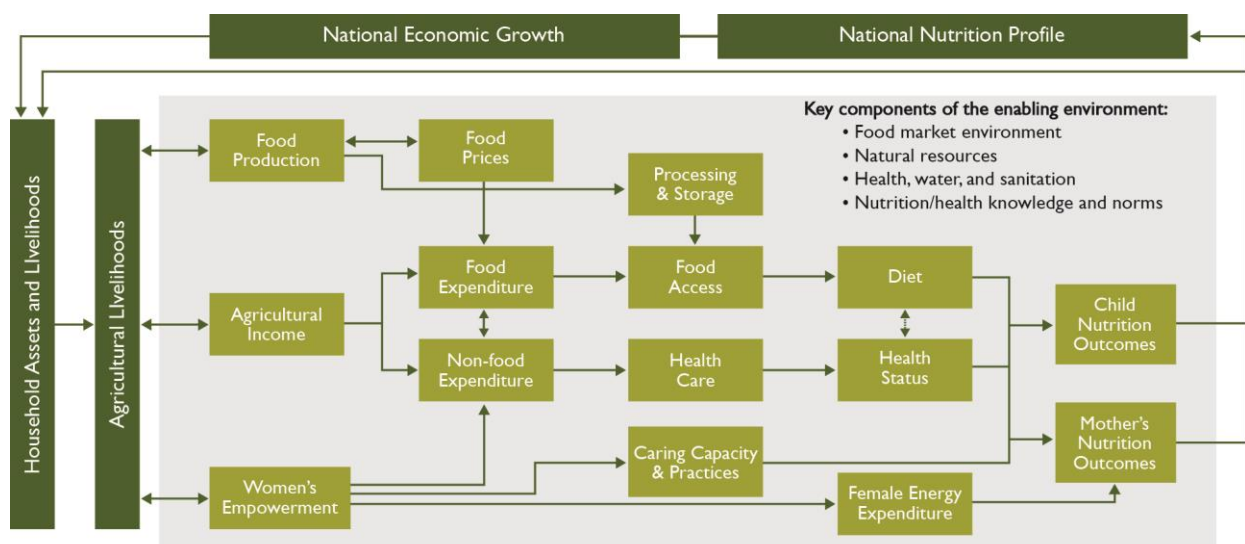 National Economic Growth
National Nutrition Profile
Household Assets and LIvelihoods
Agricultural LIvelihoods
Key components of the enabling environment:
• Food market environment
• Natural resources
• Health, water, and sanitation
• Nutrition/health knowledge and norms
Food
Production
Food
Prices
Processing
& Storage
Food
Expenditure
Food
Access
Diet
Agricultural
Income
Child
Nutrition
Outcomes
Non-food
Expenditure
Health
Care
Health
Status
Women's
Empowerment
Caring Capacity
& Practices
Female Energy
Expenditure
Mother's
Nutrition
Outcomes